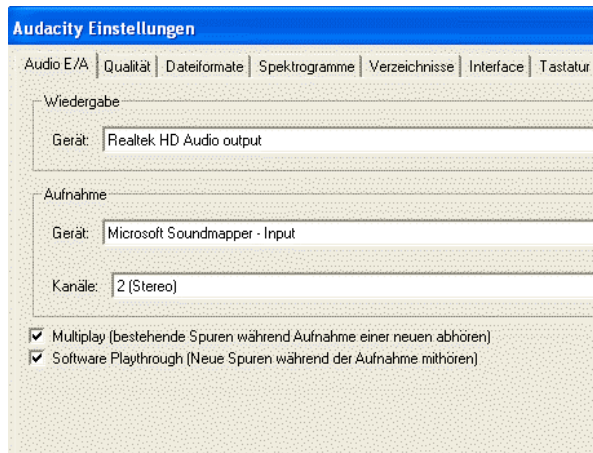 Audacity Einstellungen
Audio E/A Qualität Dateiformate Spektrogramme Verzeichnisse Interface Tastatur
Wiedergabe
Gerät: Realtek HD Audio output
Aufnahme
Gerät: Microsoft Soundmapper - Input
Kanäle: 2 (Stereo)
Multiplay (bestehende Spuren während Aufnahme einer neuen abhören)
Software Playthrough (Neue Spuren während der Aufnahme mithören)